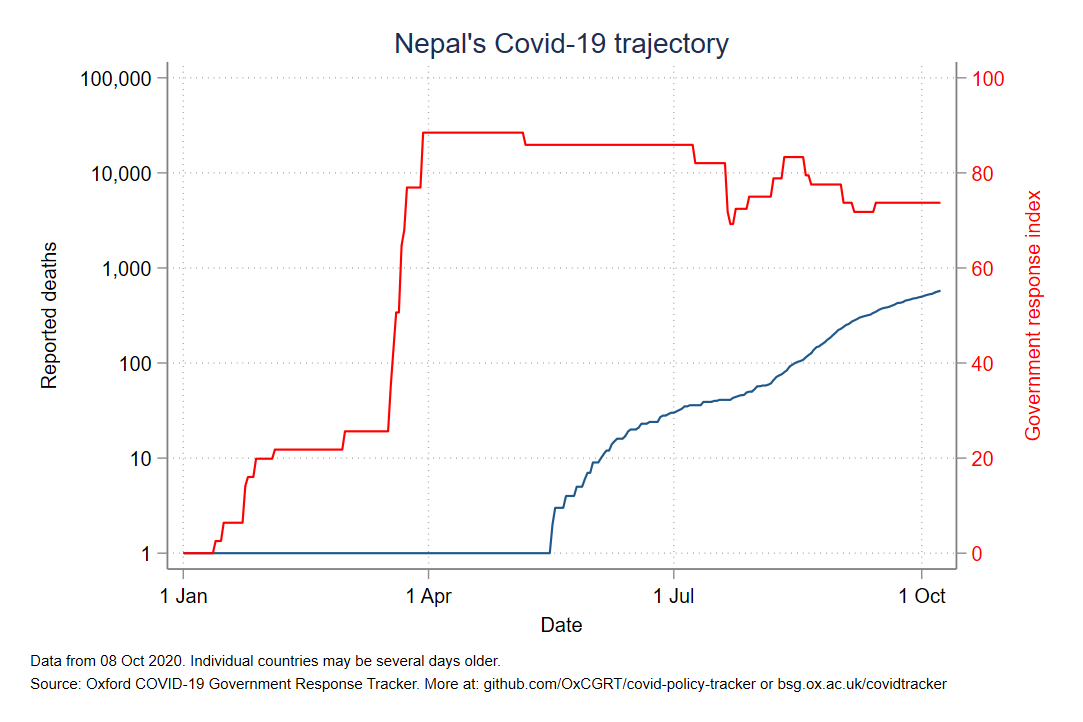 Nepal's Covid-19 trajectory
100,000
10,000
1,000
100
10
1
Reported deaths
100
80
60
40
20
0
Government response index
1 Jan
1 Apr
1 Jul
1 Oct
Date
Data from 08 Oct 2020. Individual countries may be several days older.
Source: Oxford COVID-19 Government Response Tracker. More at: github.com/OxCGRT/covid-policy-tracker or bsg.ox.ac.uk/covidtracker